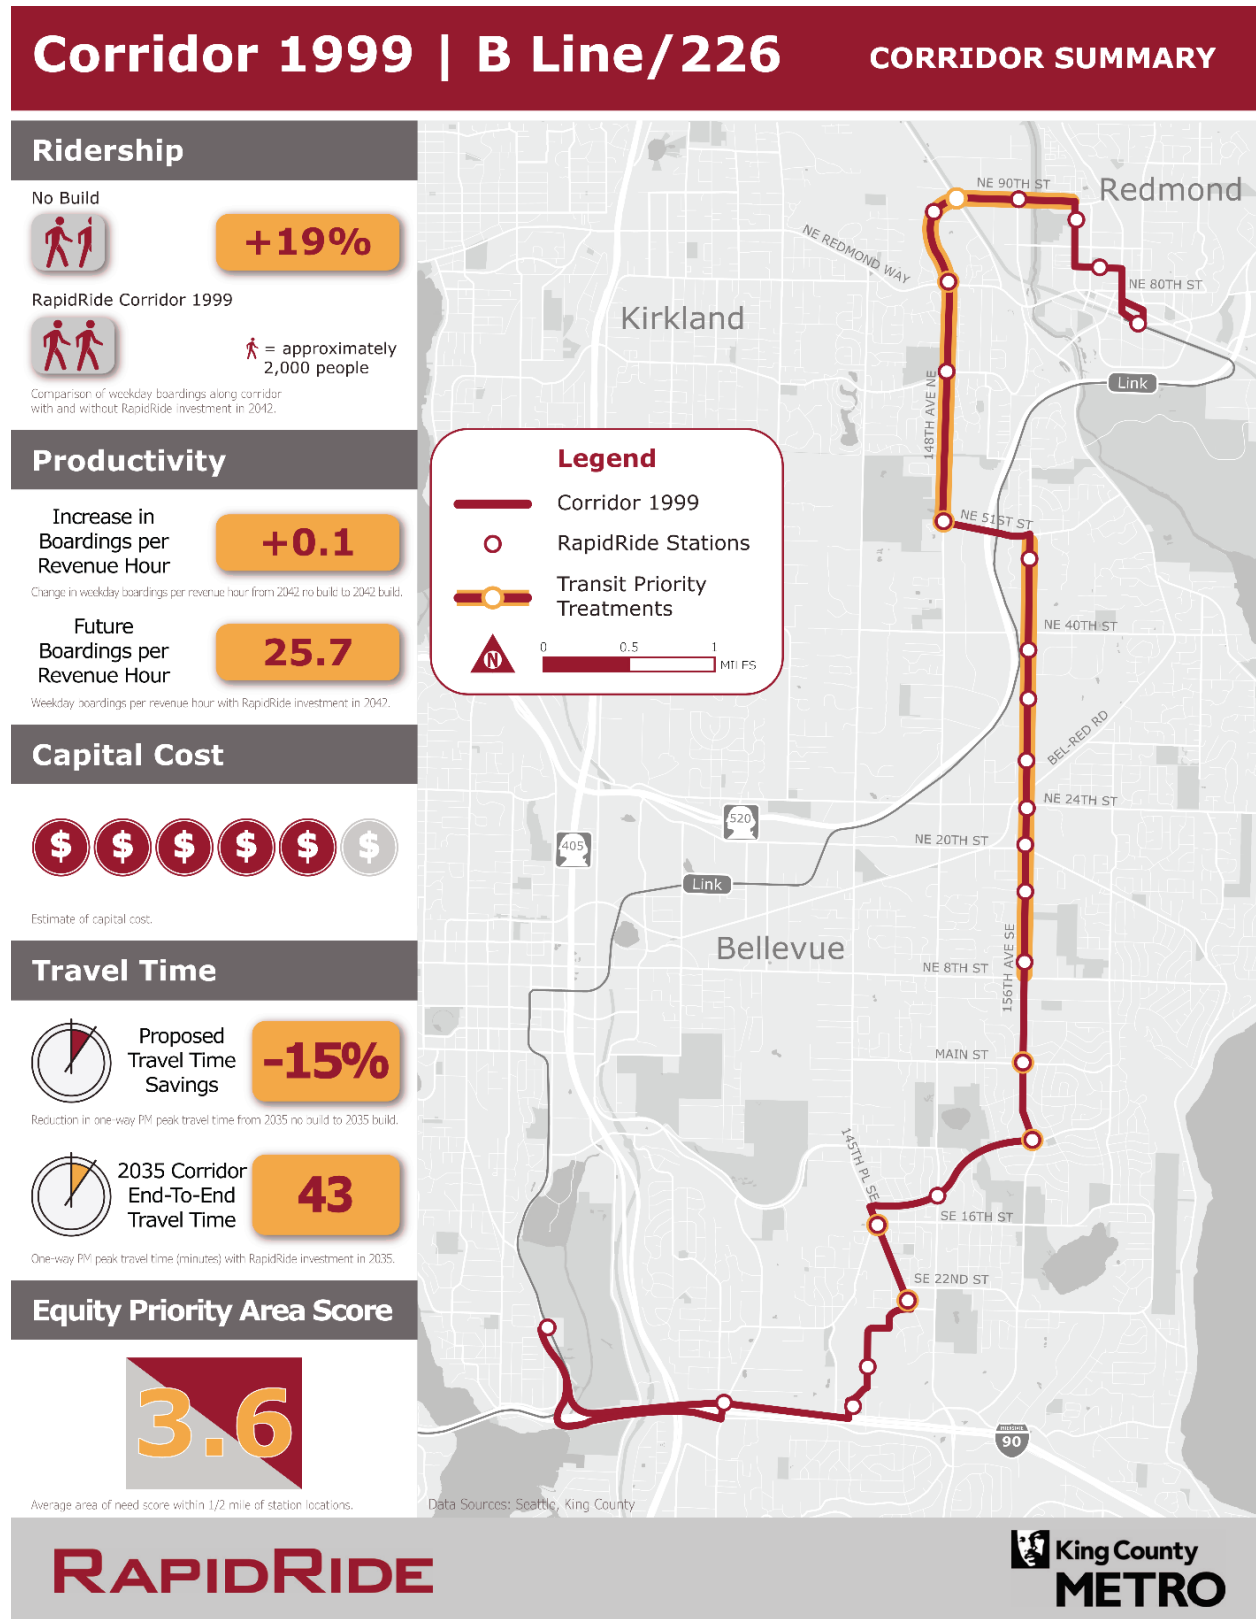 Corridor 1999 | B Line/226
CORRIDOR SUMMARY
Ridership
No Build
+19%
RapidRide Corridor 1999
= approximately
2,000 people
Comparison of weekday boardings along corridor
with and without RapidRide investment in 2042.
Productivity
Increase in
Boardings per
Revenue Hour
+0.1
Change in weekday boardings per revenue hour from 2042 no build to 2042 build.
Future
Boardings per
Revenue Hour
25.7
Weekday boardings per revenue hour with RapidRide investment in 2042.
Capital Cost
$ $ $ $ $ $
Estimate of capital cost.
Travel Time
Proposed
Travel Time
Savings
-15%
Reduction in one-way PM peak travel time from 2035 no build to 2035 build.
2035 Corridor
End-To-End
Travel Time
43
One-way PM peak travel time (minutes) with RapidRide investment in 2035.
Equity Priority Area Score
3.6
Average area of need score within 1/2 mile of station locations.
NE 90TH ST
Redmond
NE REDMOND WAY
NE 80TH ST
Kirkland
Link
148TH AVE NE
Legend
Corridor 1999
RapidRide Stations
Transit Priority
Treatments
N
0 0.5 1
MILES
NE 51ST ST
NE 40TH ST
BEL-RED RD
NE 24TH ST
520
405
NE 20TH ST
Link
Bellevue
156TH AVE SE
NE 8TH ST
MAIN ST
145TH PL SE
SE 16TH ST
SE 22ND ST
90
Data Sources: Seattle, King County
RAPIDRIDE
King County
METRO